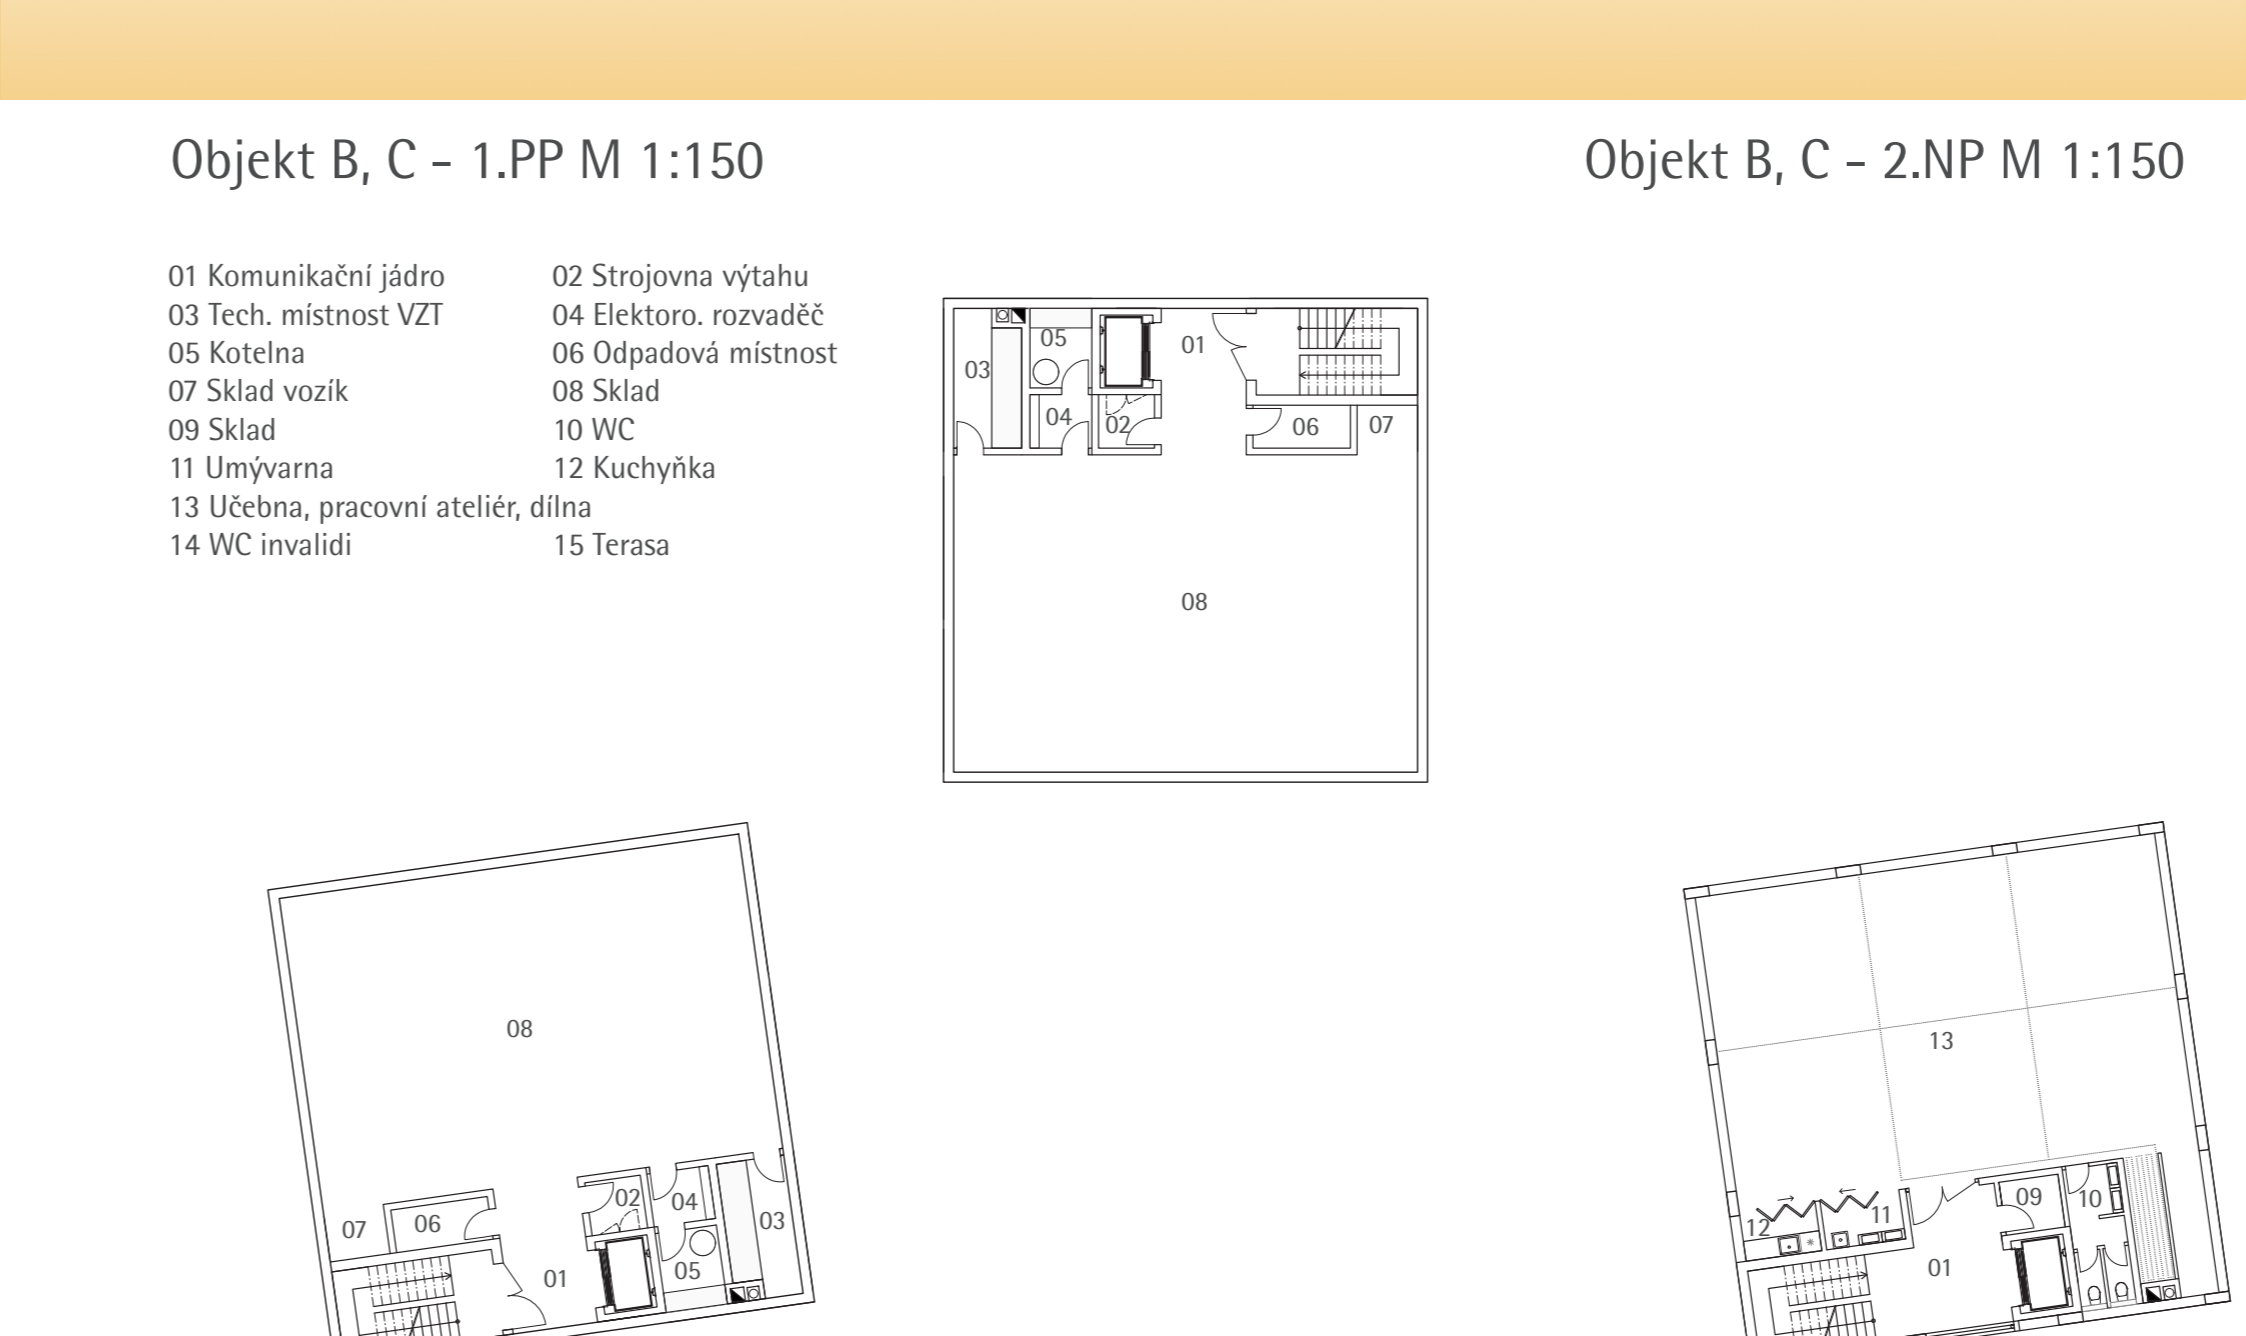 Objekt B, C - 1.PP M 1:150
Objekt B, C - 2.NP M 1:150
01 Komunikační jádro 02 Strojovna výtahu
03 Tech. místnost VZT 04 Elektoro. rozvaděč
05 Kotelna 06 Odpadová místnost
07 Sklad vozík 08 Sklad
09 Sklad 10 WC
11 Umývarna 12 Kuchyňka
13 Učebna, pracovní ateliér, dílna
14 WC invalidi 15 Terasa
05
01
03
04
02
06
07
08
08
02
04
03
07
06
05
01
13
12
11
09
10
01